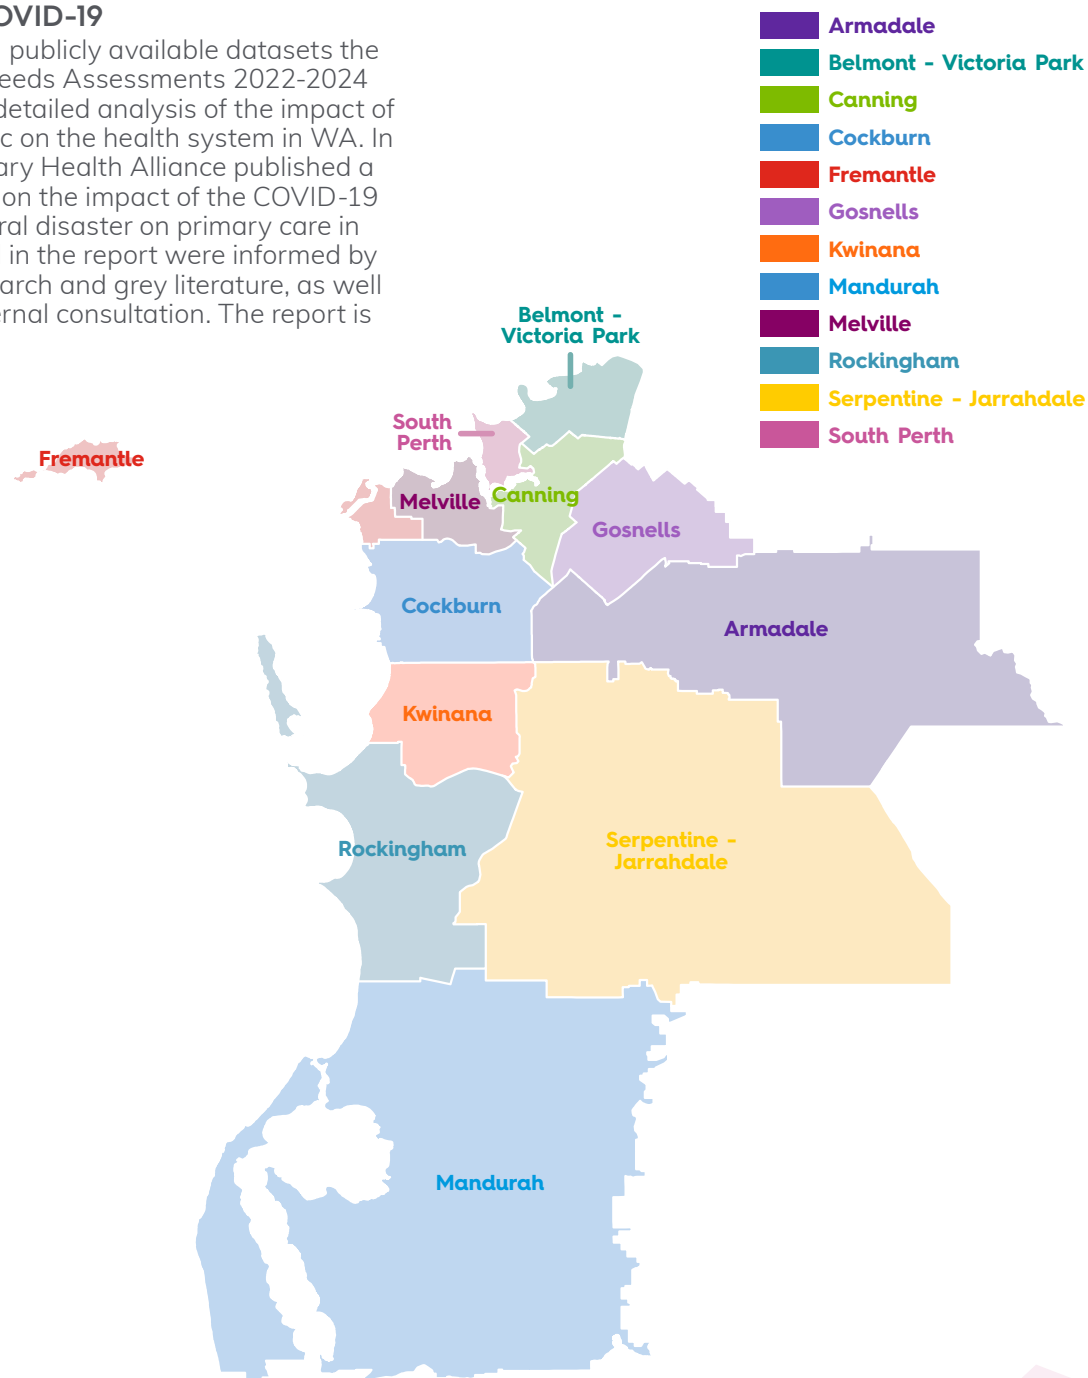 OVID-19
publicly available datasets the
eeds Assessments 2022-2024
detailed analysis of the impact of
c on the health system in WA. In
ary Health Alliance published a
on the impact of the COVID-19
ral disaster on primary care in
in the report were informed by
arch and grey literature, as well
ernal consultation. The report is
Armadale
Belmont - Victoria Park
Canning
Cockburn
Fremantle
Gosnells
Kwinana
Mandurah
Melville
Rockingham
Serpentine - Jarrahdale
South Perth
Belmont -
Victoria Park
South
Perth
Fremantle
Melville
Canning
Gosnells
Cockburn
Armadale
Kwinana
Rockingham
Serpentine -
Jarrahdale
Mandurah